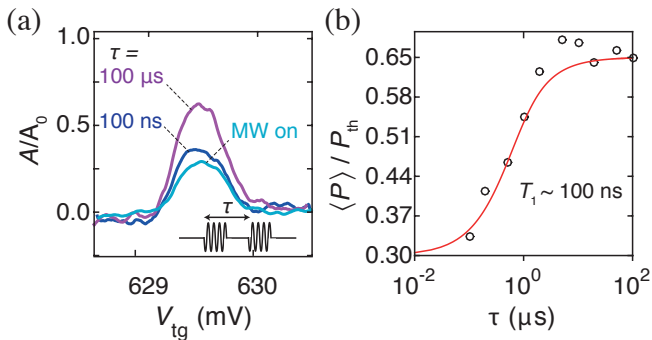 (a)
A/A0
1.0
0.5
0.0
τ =
100 μs
100 ns
MW on
τ
629
630
Vtg (mV)
(b)
⟨P⟩ / Pth
0.65
0.58
0.51
0.44
0.37
0.30
T1 ~ 100 ns
10-2
100
102
τ (μs)